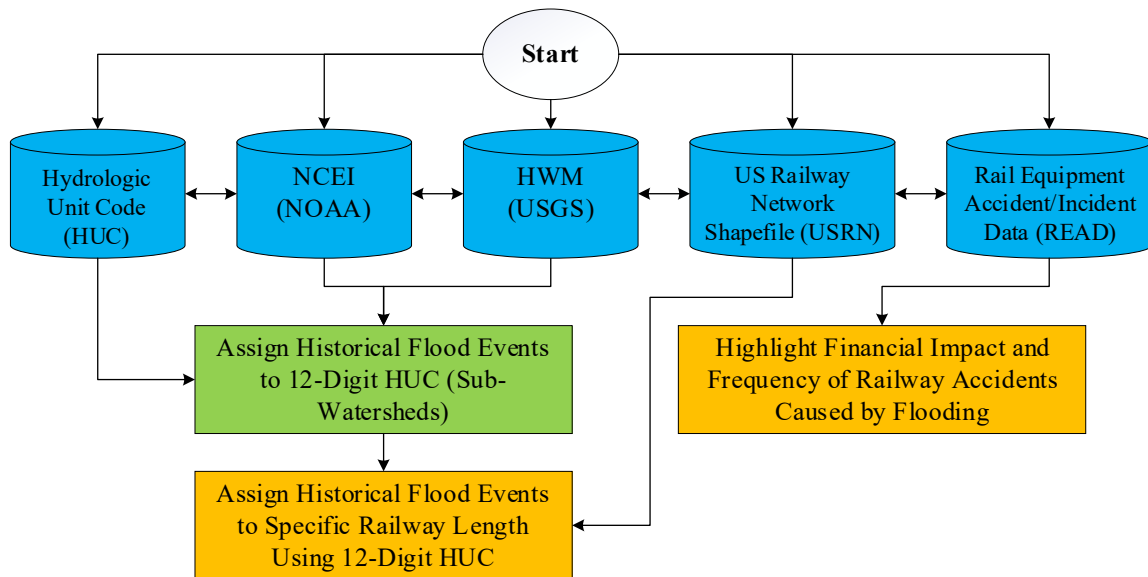 Start
Hydrologic
Unit Code
(HUC)
NCEI
(NOAA)
HWM
(USGS)
US Railway
Network
Shapefile (USRN)
Rail Equipment
Accident/Incident
Data (READ)
Assign Historical Flood Events
to 12-Digit HUC (Sub-
Watersheds)
Highlight Financial Impact and
Frequency of Railway Accidents
Caused by Flooding
Assign Historical Flood Events
to Specific Railway Length
Using 12-Digit HUC